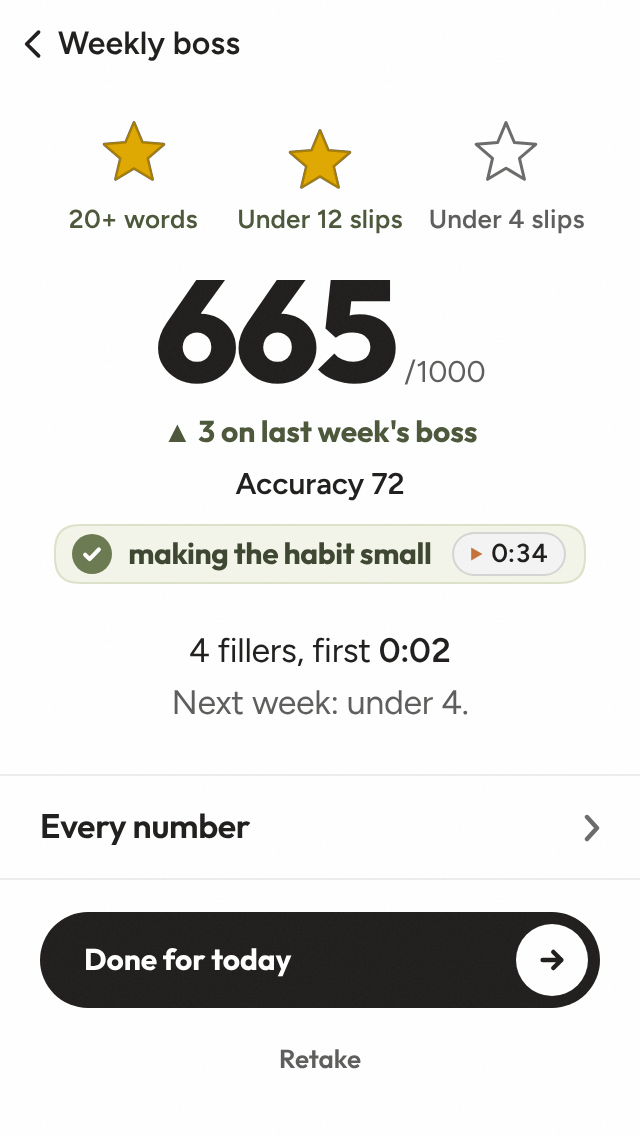 Weekly boss
20+ words
Under 12 slips
Under 4 slips
665 /1000
▲ 3 on last week's boss
Accuracy 72
making the habit small 0:34
4 fillers, first 0:02
Next week: under 4.
Every number
Done for today
Retake